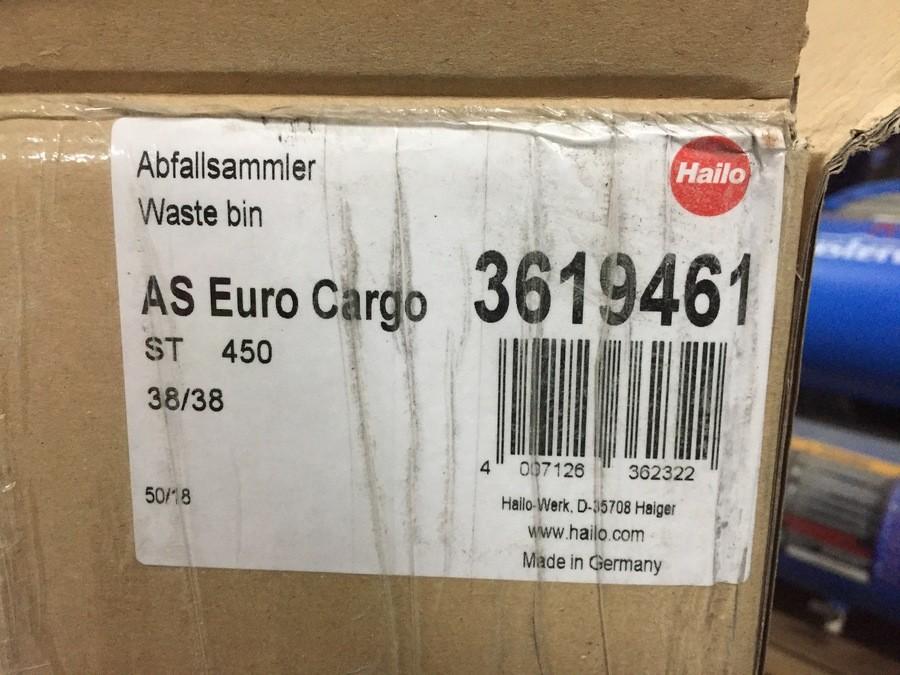 Abfallsammler
Waste bin
Hailo
AS Euro Cargo
3619461
ST 450
38/38
4 007126 362322
50/18
Hailo-Werk, D-35708 Haiger
www.hailo.com
Made in Germany